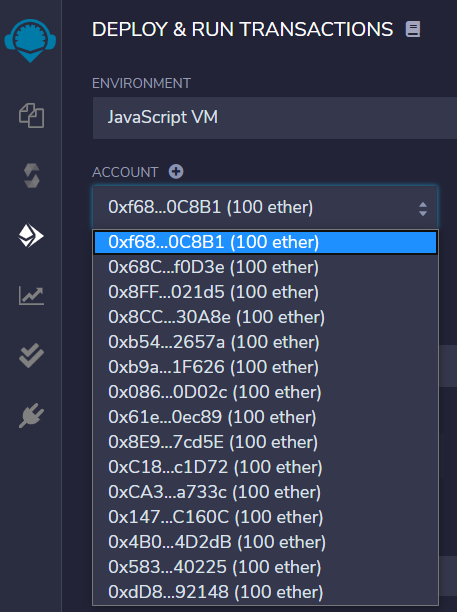 DEPLOY & RUN TRANSACTIONS
ENVIRONMENT
JavaScript VM
ACCOUNT
0xf68...0C8B1 (100 ether)
0xf68...0C8B1 (100 ether)
0x68C...f0D3e (100 ether)
0x8FF...021d5 (100 ether)
0x8CC...30A8e (100 ether)
0xb54...2657a (100 ether)
0xb9a...1F626 (100 ether)
0x086...0D02c (100 ether)
0x61e...0ec89 (100 ether)
0x8E9...7cd5E (100 ether)
0xC18...c1D72 (100 ether)
0xCA3...a733c (100 ether)
0x147...C160C (100 ether)
0x4B0...4D2dB (100 ether)
0x583...40225 (100 ether)
0xdD8...92148 (100 ether)